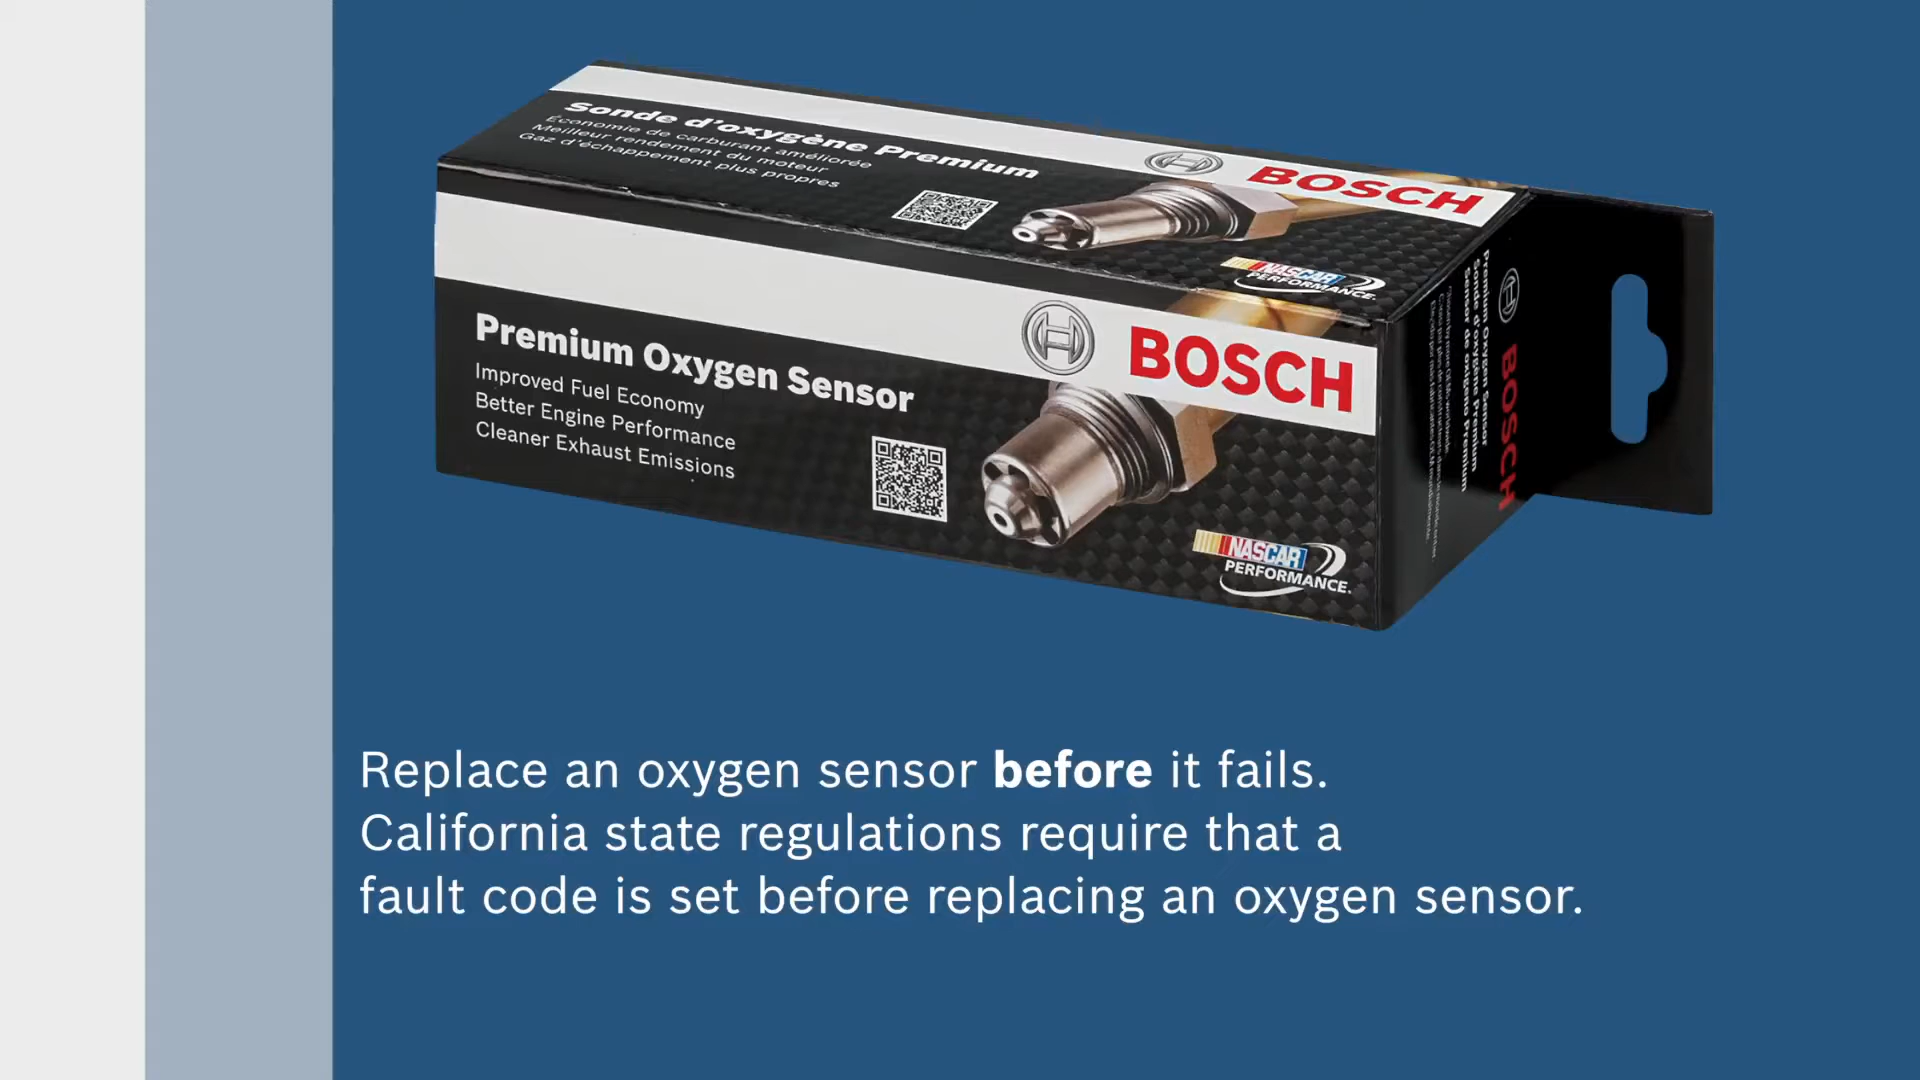 Sonde d'oxygène Premium
Économie de carburant améliorée
Meilleur rendement du moteur
Gaz d'échappement plus propres
BOSCH
NASCAR
PERFORMANCE.
Premium Oxygen Sensor
Improved Fuel Economy
Better Engine Performance
Cleaner Exhaust Emissions
BOSCH
NASCAR
PERFORMANCE.
Premium Oxygen Sensor
Sonde d'oxygène Premium
Sensor de oxígeno Premium
BOSCH
Replace an oxygen sensor before it fails.
California state regulations require that a
fault code is set before replacing an oxygen sensor.